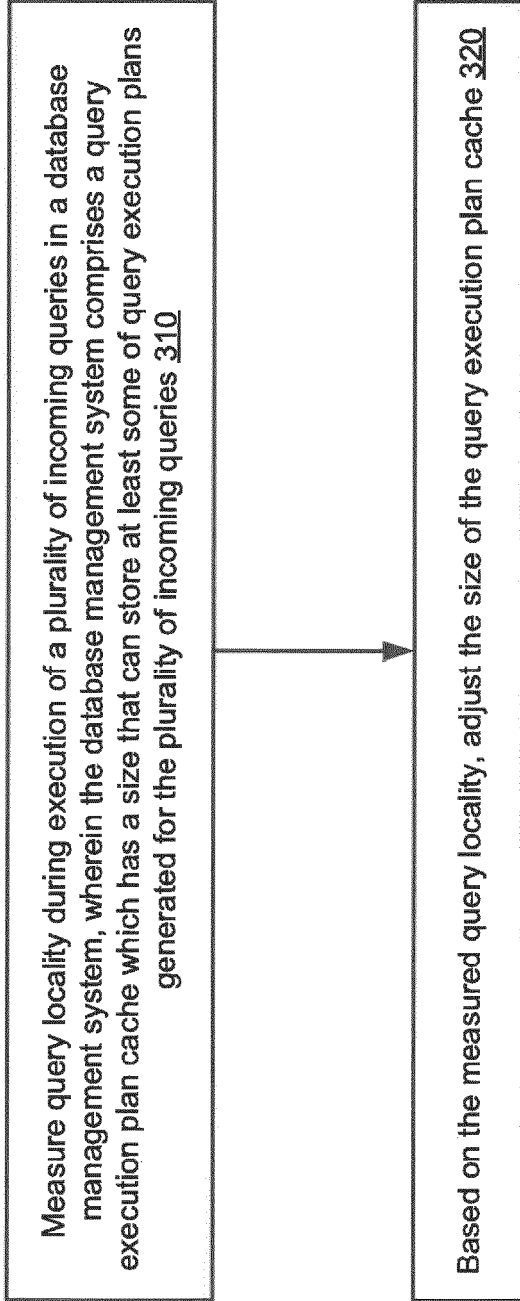 Measure query locality during execution of a plurality of incoming queries in a database
management system, wherein the database management system comprises a query
execution plan cache which has a size that can store at least some of query execution plans
generated for the plurality of incoming queries 310
Based on the measured query locality, adjust the size of the query execution plan cache 320